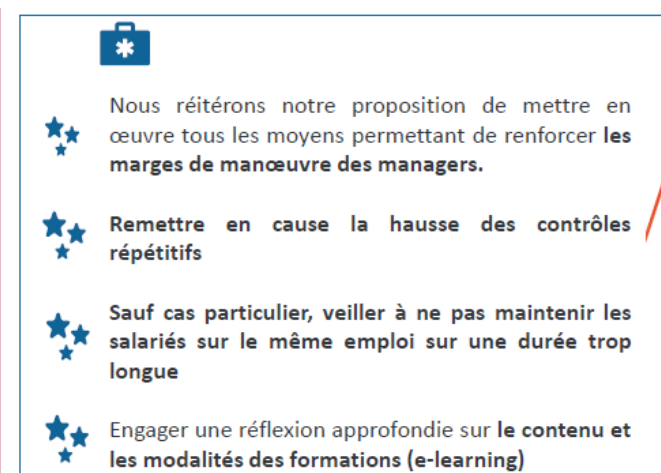 Nous réitérons notre proposition de mettre en
œuvre tous les moyens permettant de renforcer les
marges de manœuvre des managers.
Remettre en cause la hausse des contrôles
répétitifs
Sauf cas particulier, veiller à ne pas maintenir les
salariés sur le même emploi sur une durée trop
longue
Engager une réflexion approfondie sur le contenu et
les modalités des formations (e-learning)